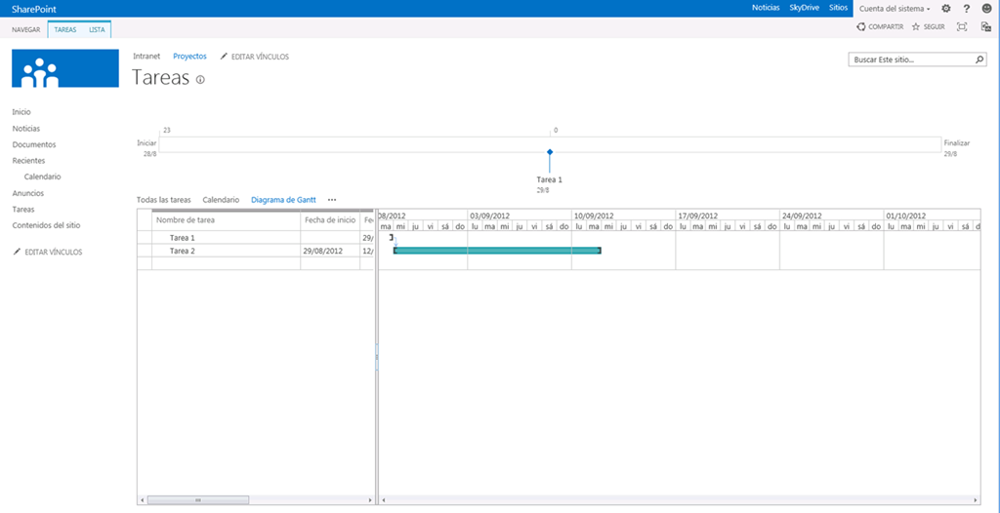 SharePoint
Noticias SkyDrive Sitios Cuenta del sistema ?
NAVEGAR TAREAS LISTA
COMPARTIR SEGUIR
Intranet Proyectos EDITAR VÍNCULOS
Buscar Este sitio...
Tareas
Inicio
Noticias
Documentos
Recientes
Calendario
Anuncios
Tareas
Contenidos del sitio
EDITAR VÍNCULOS
23 0
Iniciar Finalizar
28/8 29/8
Tarea 1
29/8
Todas las tareas Calendario Diagrama de Gantt ...
08/2012 03/09/2012 10/09/2012 17/09/2012 24/09/2012 01/10/2012
Nombre de tarea Fecha de inicio Fe
ma mi ju vi sá do lu ma mi ju vi sá do lu ma mi ju vi sá do lu ma mi ju vi sá do lu ma mi ju vi sá do lu ma mi ju vi sá d
Tarea 1 29/
Tarea 2 29/08/2012 12/